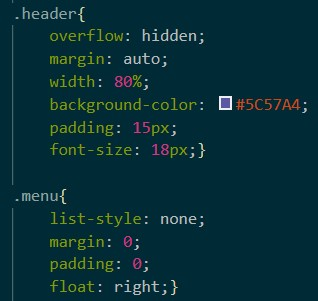 .header{
    overflow: hidden;
    margin: auto;
    width: 80%;
    background-color: #5C57A4;
    padding: 15px;
    font-size: 18px;}

.menu{
    list-style: none;
    margin: 0;
    padding: 0;
    float: right;}